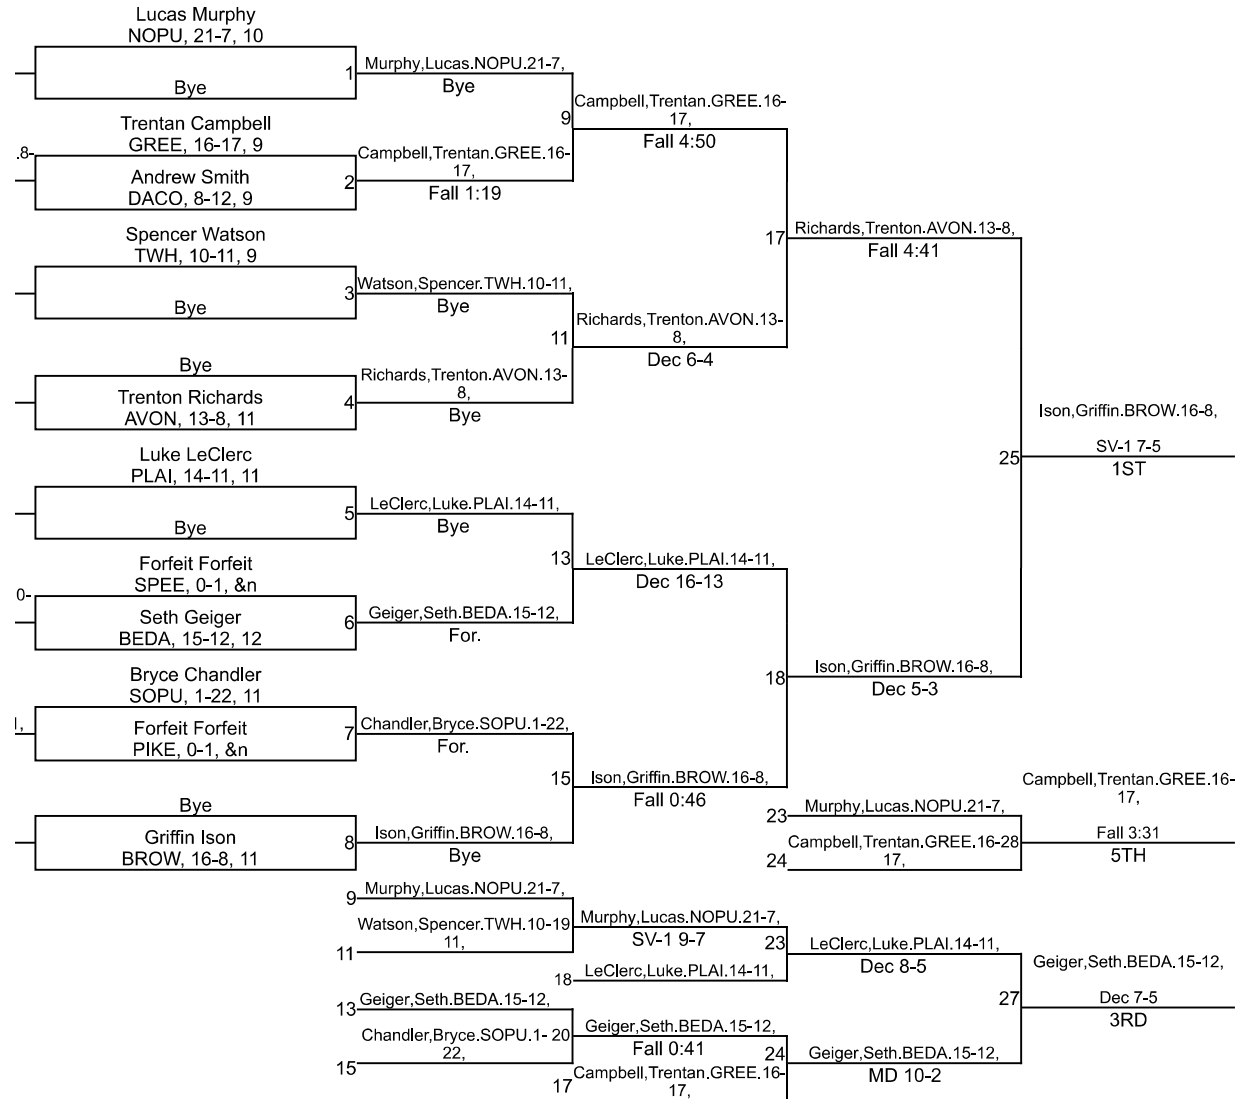 Lucas Murphy
NOPU, 21-7, 10
1
Murphy,Lucas.NOPU.21-7,
Bye
Bye
9
Campbell,Trentan.GREE.16-
17,
Fall 4:50
Trentan Campbell
GREE, 16-17, 9
.8-
Andrew Smith
DACO, 8-12, 9
2
Campbell,Trentan.GREE.16-
17,
Fall 1:19
17
Richards,Trenton.AVON.13-8,
Fall 4:41
Spencer Watson
TWH, 10-11, 9
3
Watson,Spencer.TWH.10-11,
Bye
Bye
11
Richards,Trenton.AVON.13-
8,
Dec 6-4
Bye
Trenton Richards
AVON, 13-8, 11
4
Richards,Trenton.AVON.13-
8,
Bye
25
Ison,Griffin.BROW.16-8,
SV-1 7-5
1ST
Luke LeClerc
PLAI, 14-11, 11
5
LeClerc,Luke.PLAI.14-11,
Bye
Bye
13
LeClerc,Luke.PLAI.14-11,
Dec 16-13
Forfeit Forfeit
SPEE, 0-1, &n
0-
Seth Geiger
BEDA, 15-12, 12
6
Geiger,Seth.BEDA.15-12,
For.
18
Ison,Griffin.BROW.16-8,
Dec 5-3
Bryce Chandler
SOPU, 1-22, 11
Forfeit Forfeit
PIKE, 0-1, &n
7
Chandler,Bryce.SOPU.1-22,
For.
15
Ison,Griffin.BROW.16-8,
Fall 0:46
Bye
Griffin Ison
BROW, 16-8, 11
8
Ison,Griffin.BROW.16-8,
Bye
23
Murphy,Lucas.NOPU.21-7,
24
Campbell,Trentan.GREE.16-28
17,
Campbell,Trentan.GREE.16-
17,
Fall 3:31
5TH
9
Murphy,Lucas.NOPU.21-7,
11
Watson,Spencer.TWH.10-19
11,
Murphy,Lucas.NOPU.21-7,
SV-1 9-7
23
18
LeClerc,Luke.PLAI.14-11,
LeClerc,Luke.PLAI.14-11,
Dec 8-5
27
Geiger,Seth.BEDA.15-12,
Dec 7-5
3RD
13
Geiger,Seth.BEDA.15-12,
15
Chandler,Bryce.SOPU.1- 20
22,
Geiger,Seth.BEDA.15-12,
Fall 0:41
24
17
Campbell,Trentan.GREE.16-
17,
Geiger,Seth.BEDA.15-12,
MD 10-2